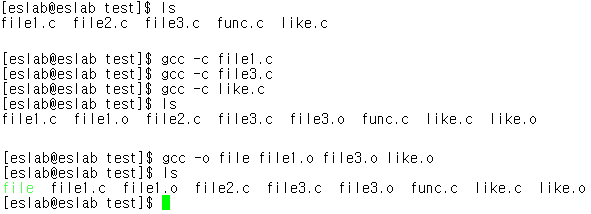 [eslab@eslab test]$ ls
file1.c  file2.c  file3.c  func.c  like.c
[eslab@eslab test]$ gcc -c file1.c
[eslab@eslab test]$ gcc -c file3.c
[eslab@eslab test]$ gcc -c like.c
[eslab@eslab test]$ ls
file1.c  file1.o  file2.c  file3.c  file3.o  func.c  like.c  like.o
[eslab@eslab test]$ gcc -o file file1.o file3.o like.o
[eslab@eslab test]$ ls
file  file1.c  file1.o  file2.c  file3.c  file3.o  func.c  like.c  like.o
[eslab@eslab test]$